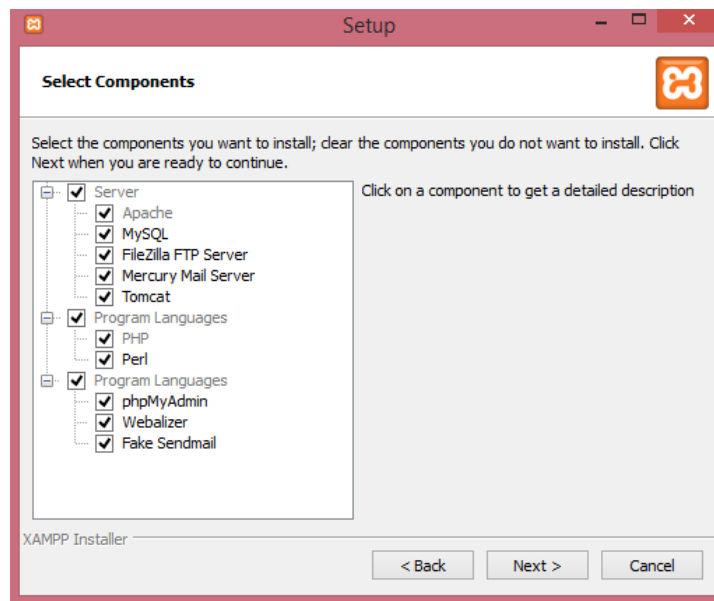 Setup
Select Components
Select the components you want to install; clear the components you do not want to install. Click
Next when you are ready to continue.
Click on a component to get a detailed description
Server
Apache
MySQL
FileZilla FTP Server
Mercury Mail Server
Tomcat
Program Languages
PHP
Perl
Program Languages
phpMyAdmin
Webalizer
Fake Sendmail
XAMPP Installer
< Back
Next >
Cancel